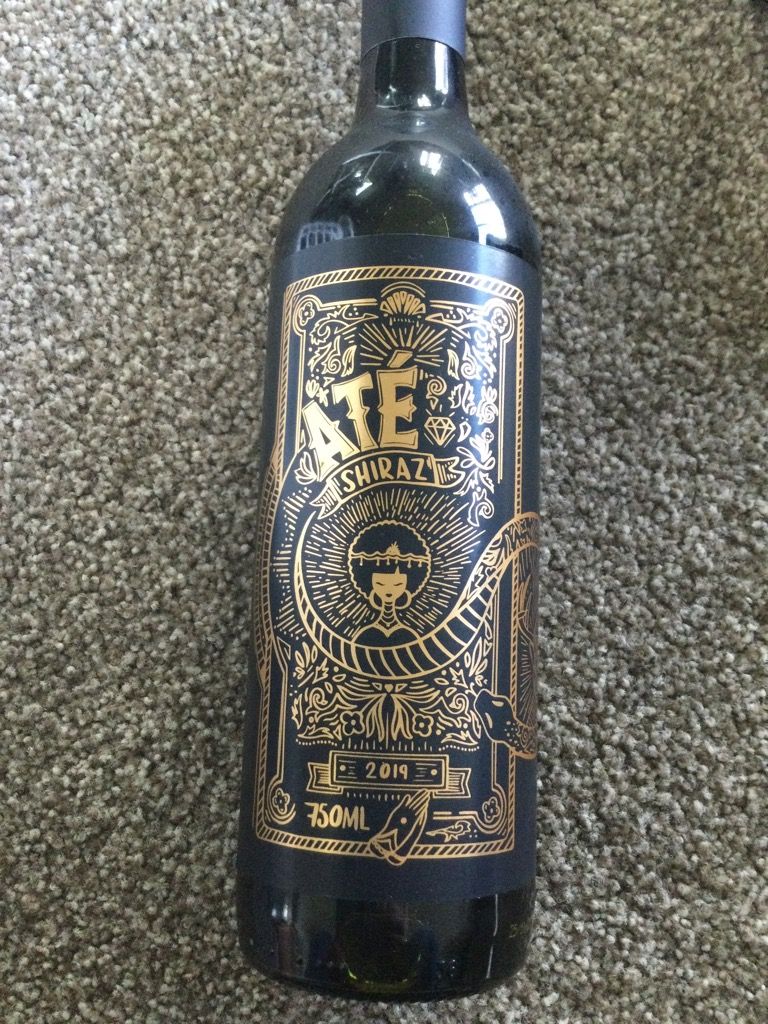 ATÉ
SHIRAZ
2019
750ML